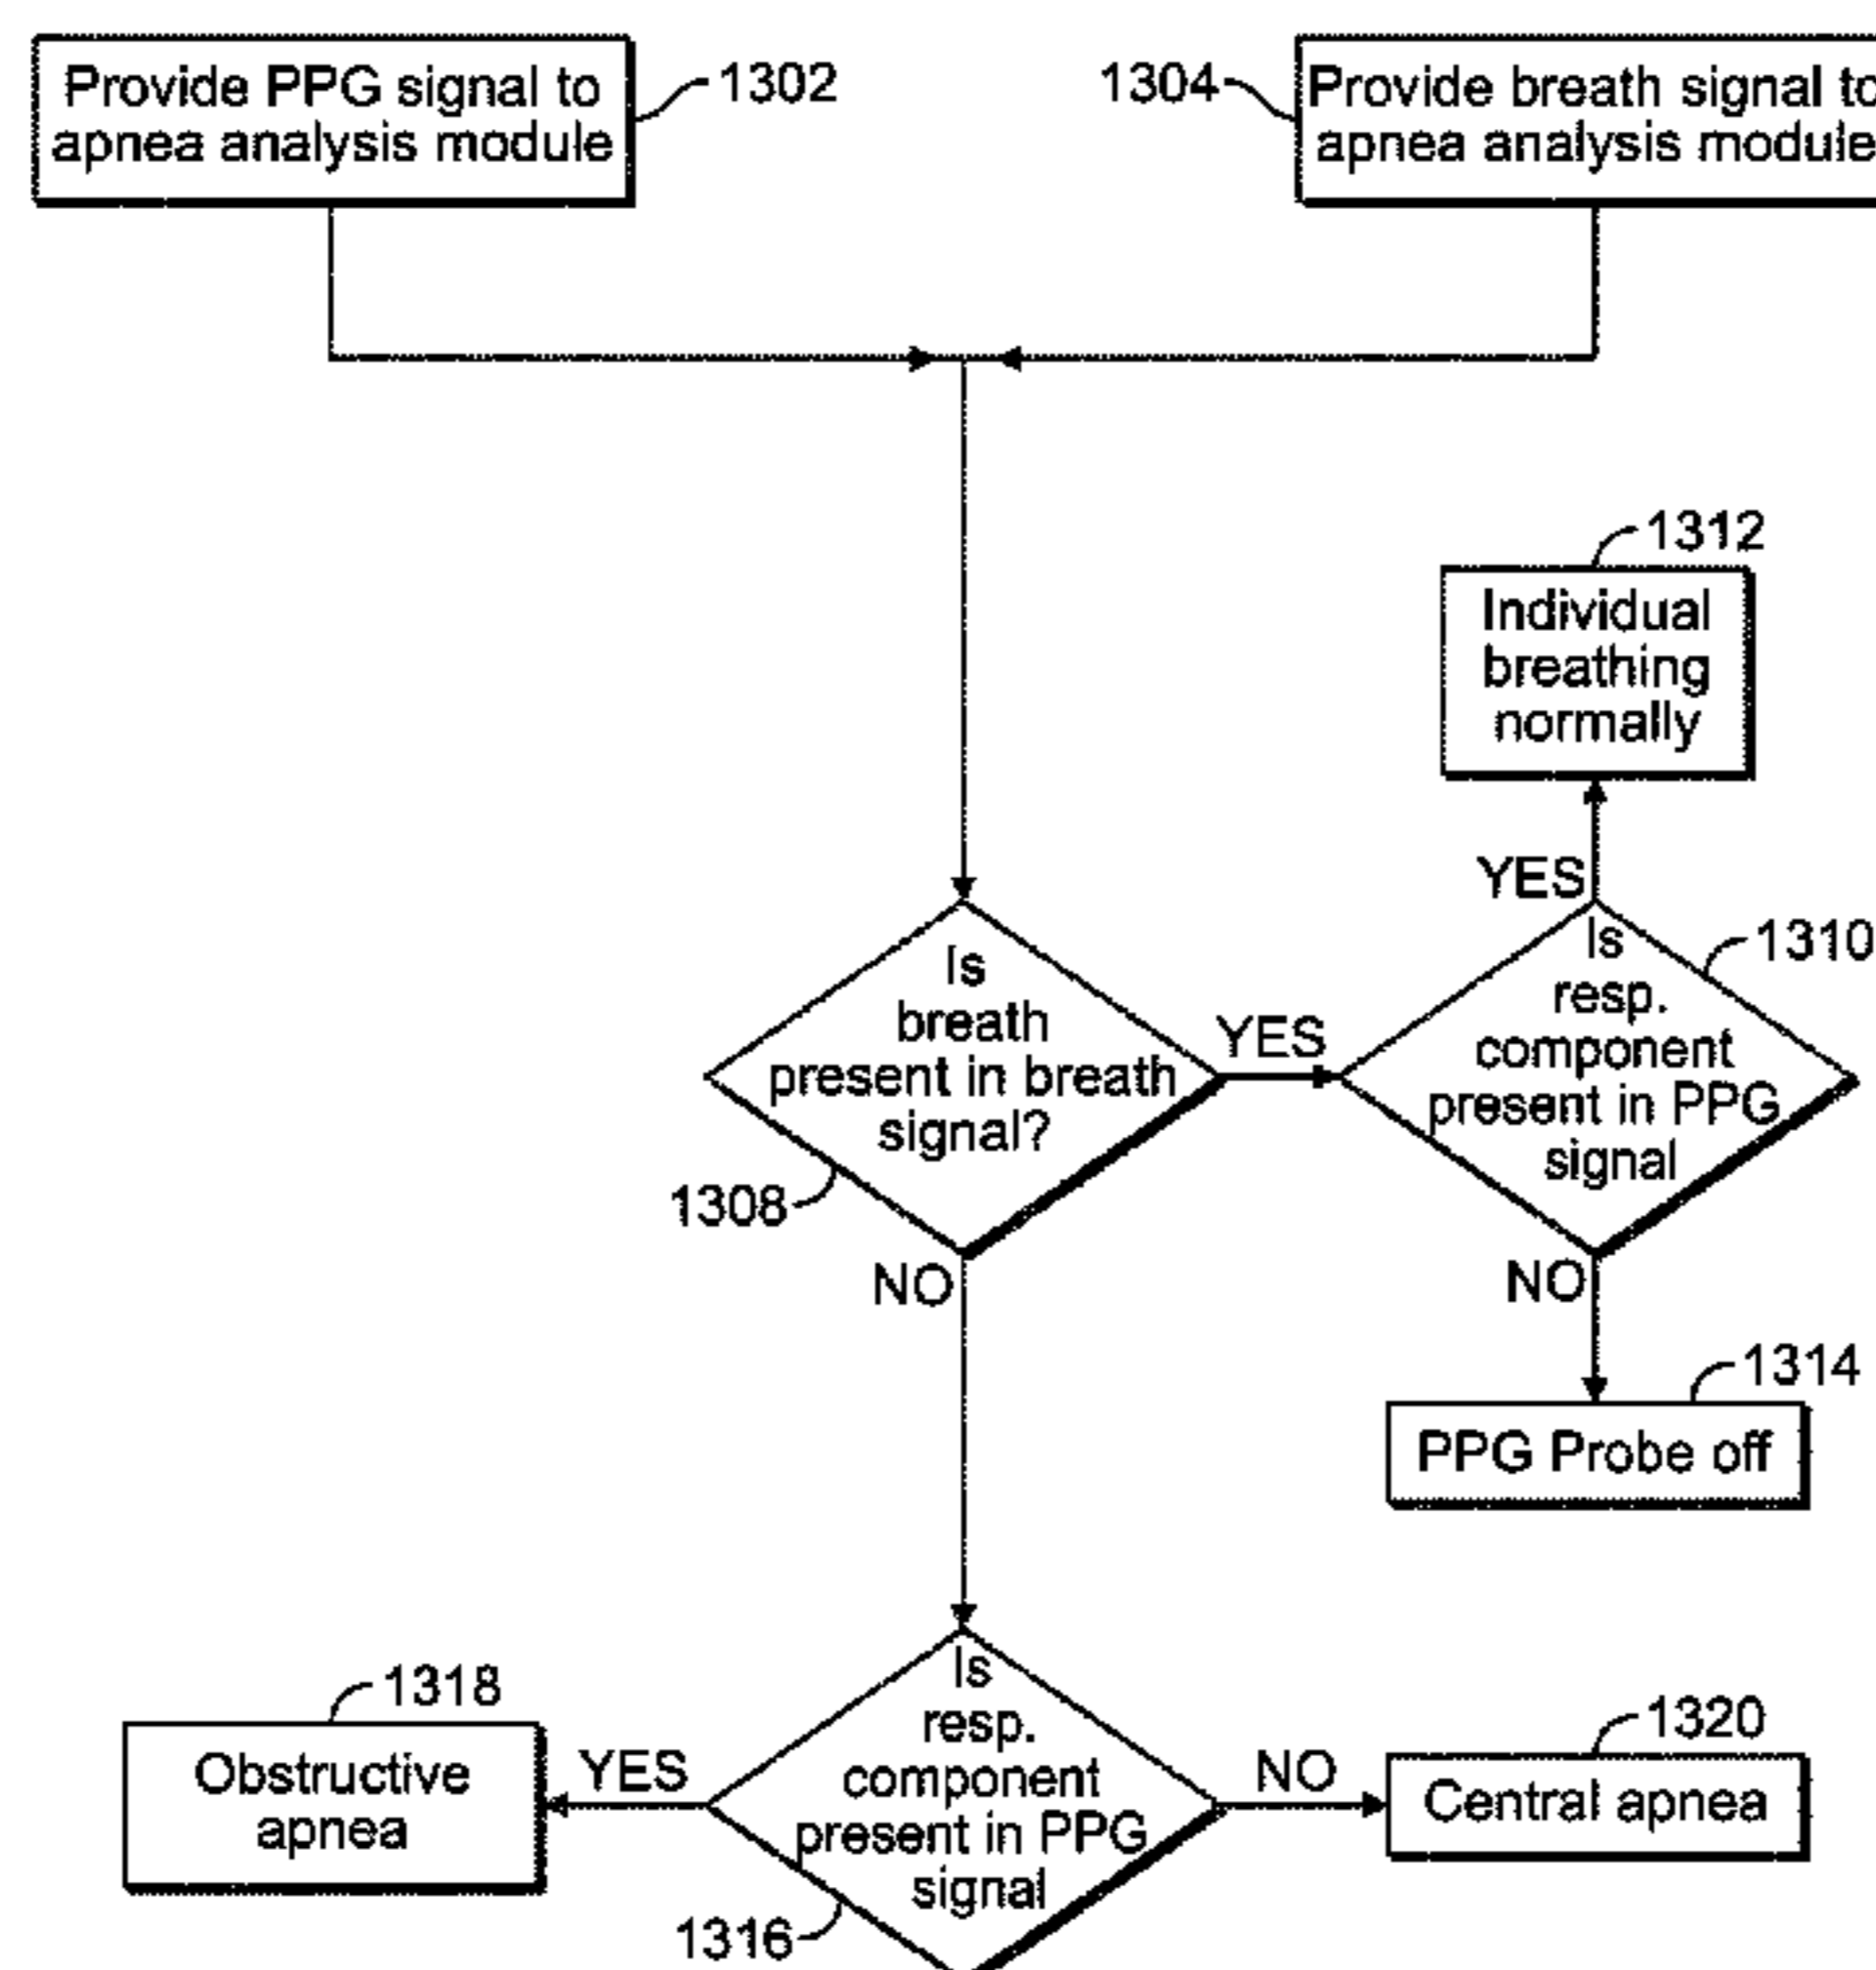 Provide PPG signal to
apnea analysis module
1302
1304
Provide breath signal to
apnea analysis module
1312
Individual
breathing
normally
YES
Is
resp.
component
present in PPG
signal
1310
Is
breath
present in breath
signal?
YES
1308
NO
NO
1314
PPG Probe off
1318
Obstructive
apnea
YES
Is
resp.
component
present in PPG
signal
NO
1320
Central apnea
1316